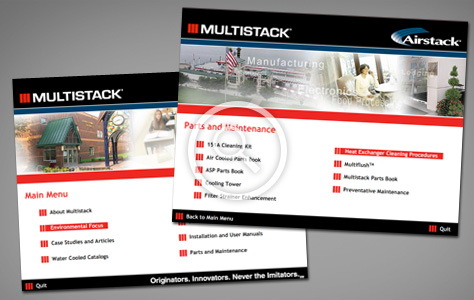 MULTISTACK
Airstack
Manufacturing
Electronic
Parts and Maintenance
Air Cooled Parts Book
ASP Parts Book
Cooling Tower
Filter Strainer Enhancement
Heat Exchanger Cleaning Procedures
Multiflush™
Multistack Parts Book
Preventative Maintenance
Back to Main Menu
Quit
MULTISTACK
Main Menu
About Multistack
Environmental Focus
Case Studies and Articles
Water Cooled Catalogs
Installation and User Manuals
Parts and Maintenance
Quit
Originators. Innovators. Never the Imitators.™